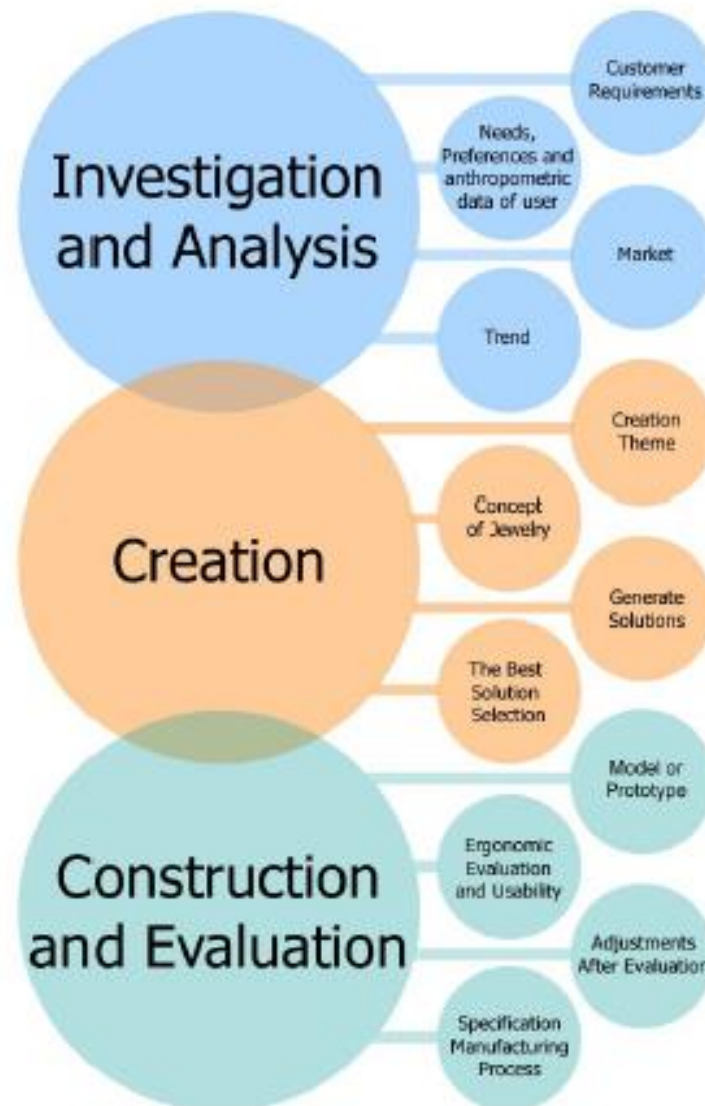 Investigation
and Analysis
Customer
Requirements
Needs,
Preferences and
anthropometric
data of user
Market
Trend
Creation
Creation
Theme
Concept
of Jewelry
Generate
Solutions
The Best
Solution
Selection
Construction
and Evaluation
Model or
Prototype
Ergonomic
Evaluation
and Usability
Adjustments
After Evaluation
Specification
Manufacturing
Process